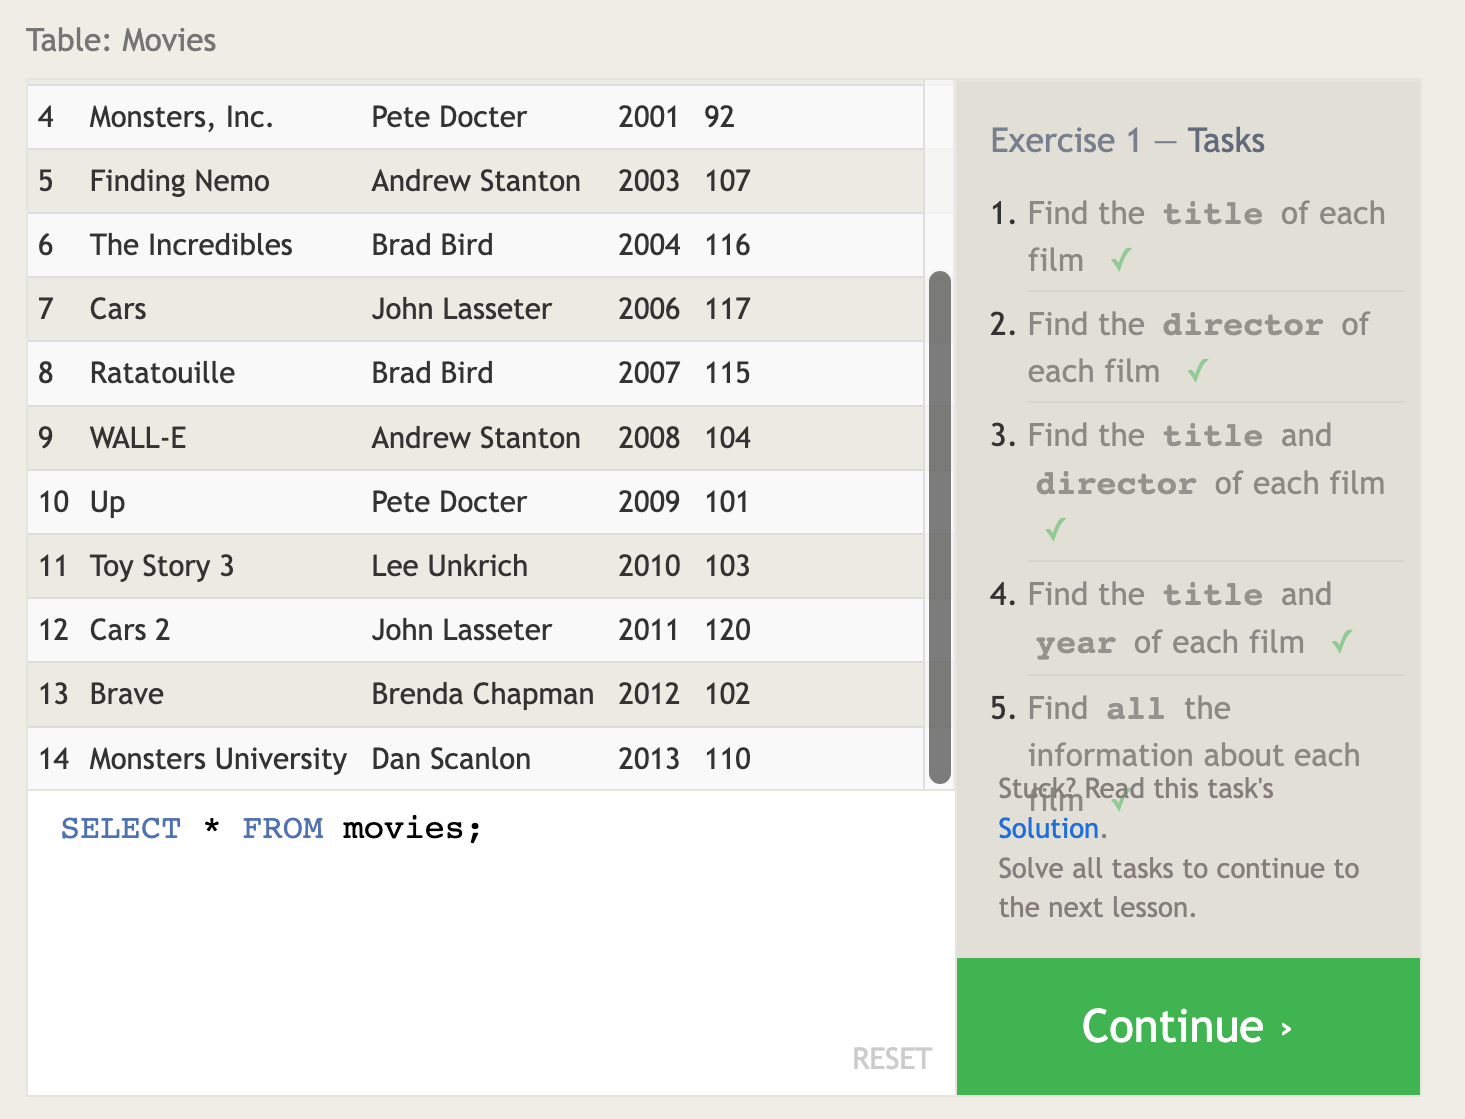 Table: Movies
4 Monsters, Inc. Pete Docter 2001 92
5 Finding Nemo Andrew Stanton 2003 107
6 The Incredibles Brad Bird 2004 116
7 Cars John Lasseter 2006 117
8 Ratatouille Brad Bird 2007 115
9 WALL-E Andrew Stanton 2008 104
10 Up Pete Docter 2009 101
11 Toy Story 3 Lee Unkrich 2010 103
12 Cars 2 John Lasseter 2011 120
13 Brave Brenda Chapman 2012 102
14 Monsters University Dan Scanlon 2013 110
SELECT * FROM movies;
RESET
Exercise 1 — Tasks
1. Find the title of each
film ✓
2. Find the director of
each film ✓
3. Find the title and
director of each film
✓
4. Find the title and
year of each film ✓
5. Find all the
information about each
film ✓
Stuck? Read this task's
Solution.
Solve all tasks to continue to
the next lesson.
Continue ›